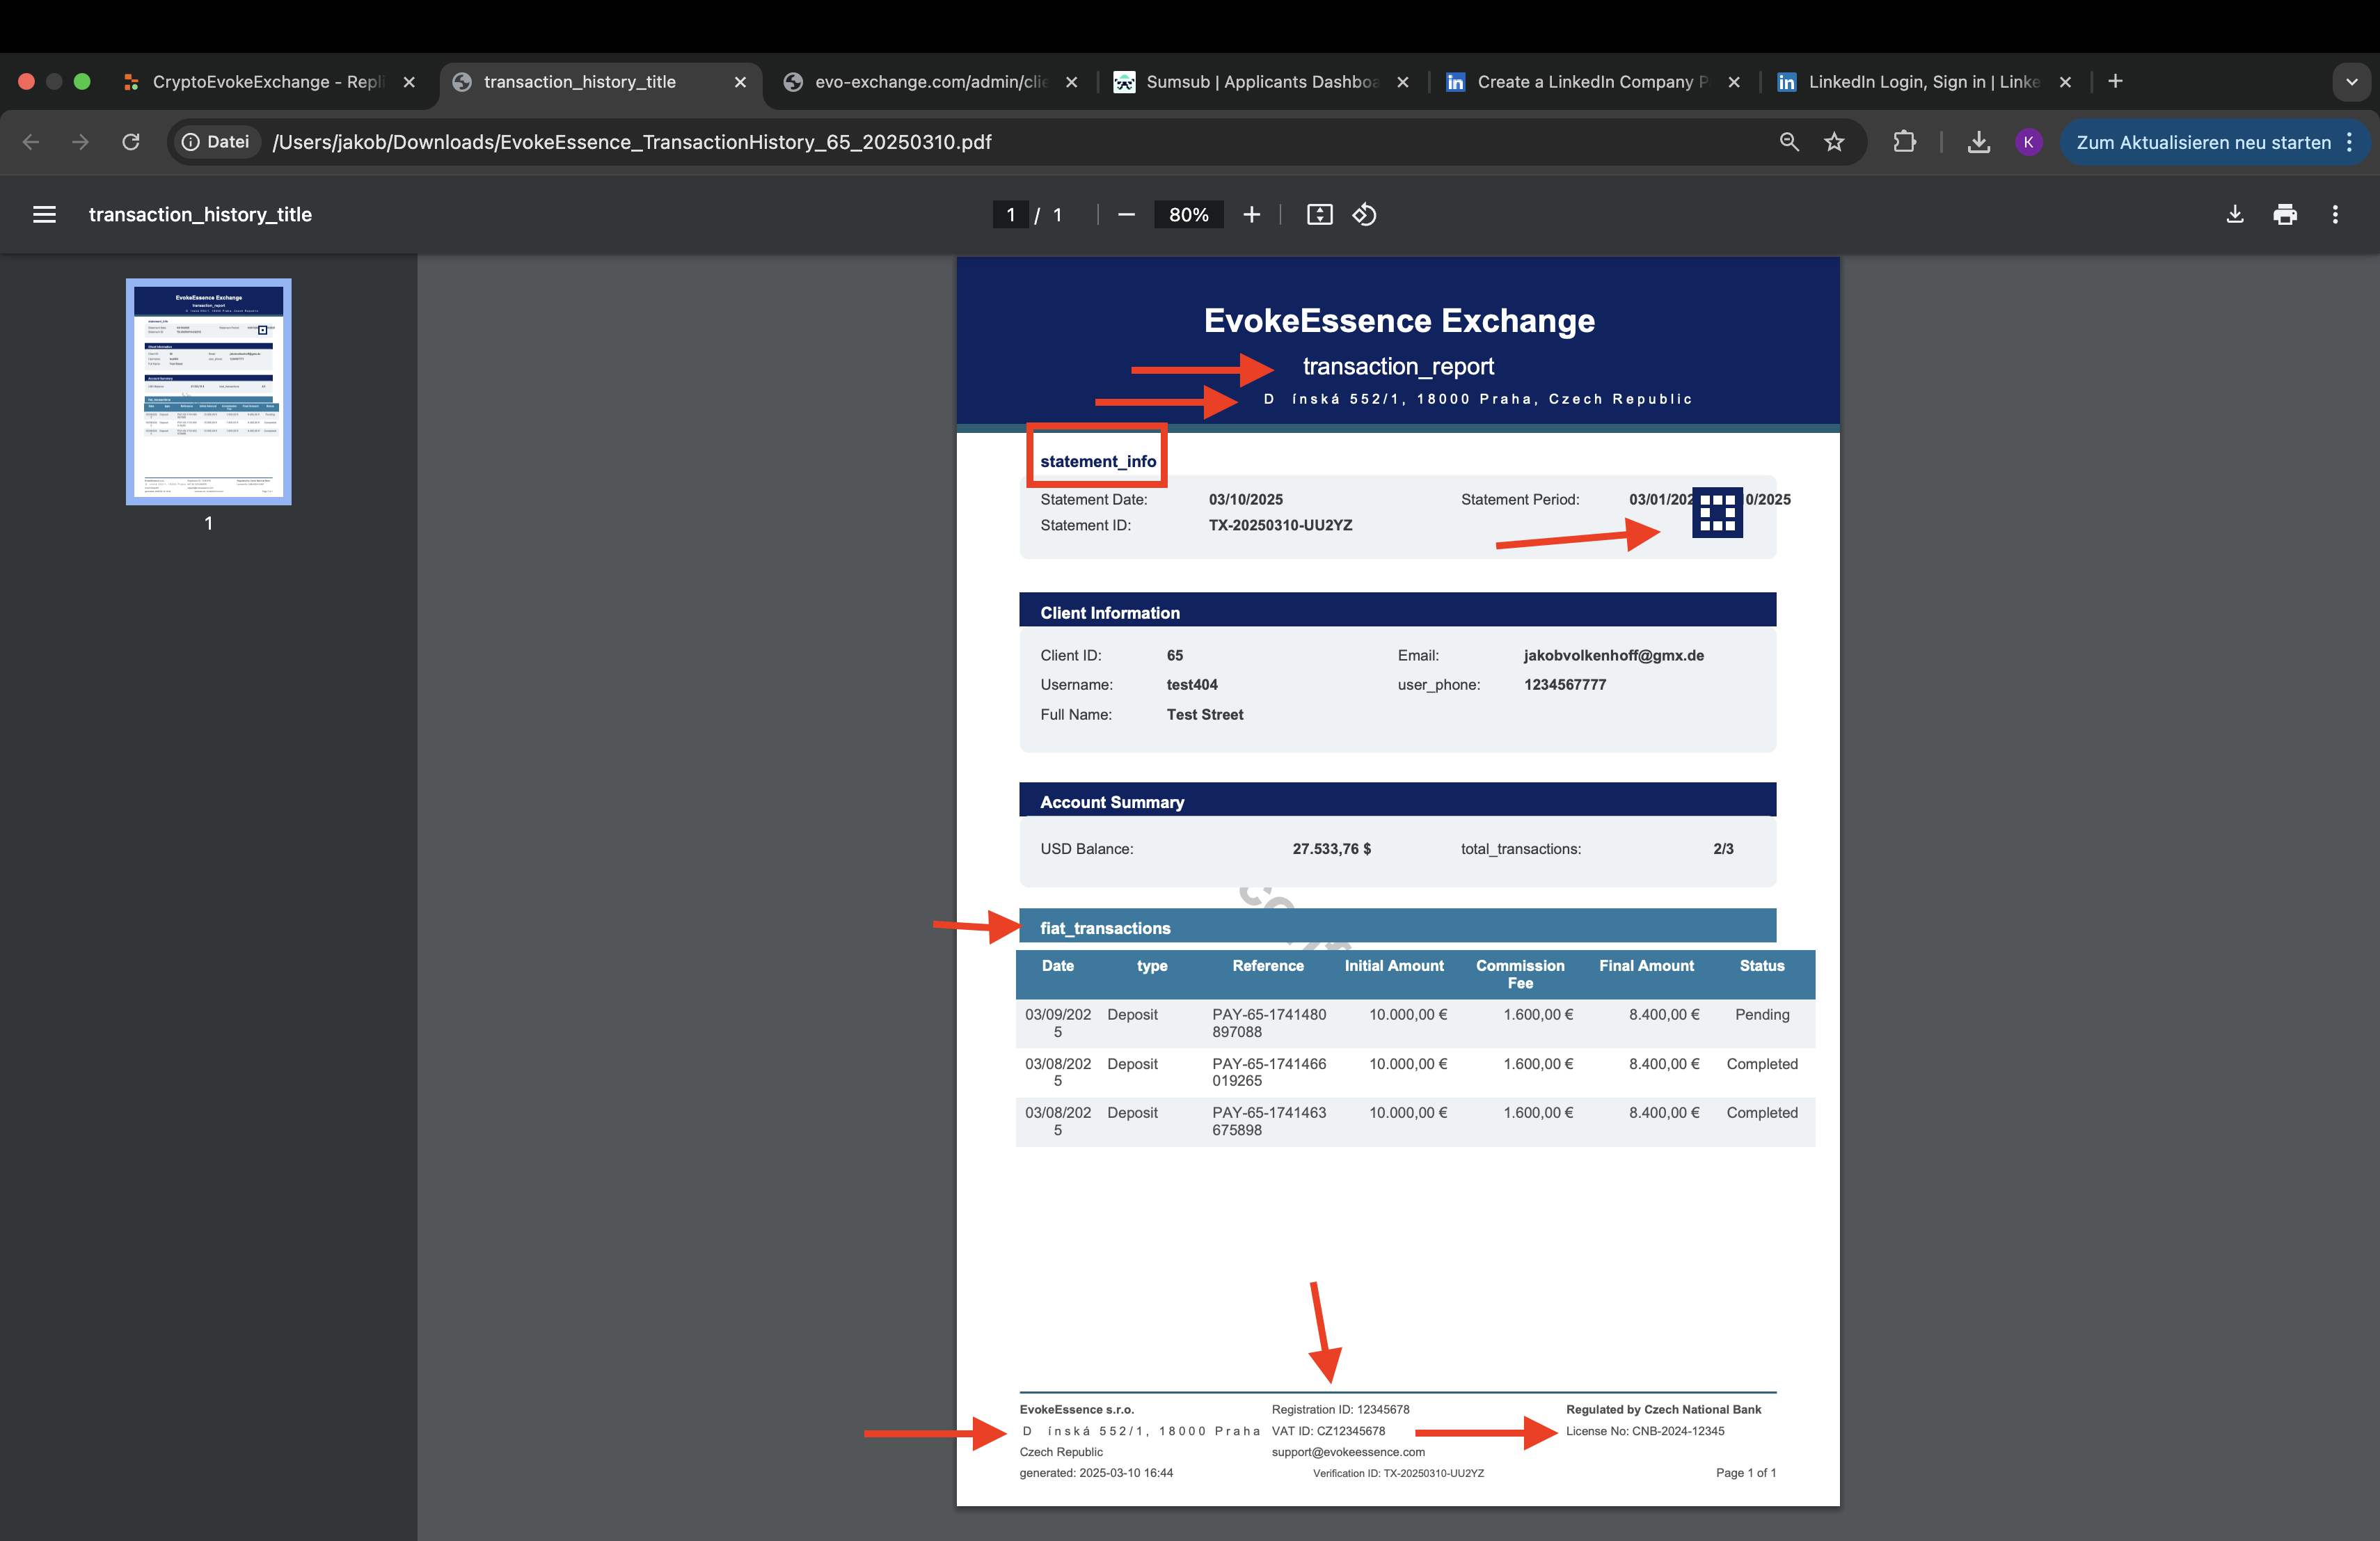 CryptoEvokeExchange - Repli
transaction_history_title
evo-exchange.com/admin/clie
Sumsub | Applicants Dashboa
Create a LinkedIn Company P
LinkedIn Login, Sign in | Linke
Datei
/Users/jakob/Downloads/EvokeEssence_TransactionHistory_65_20250310.pdf
K
Zum Aktualisieren neu starten
transaction_history_title
1 / 1
80%
1
EvokeEssence Exchange
transaction_report
D ínská 552/1, 18000 Praha, Czech Republic
statement_info
Statement Date: 03/10/2025 Statement Period: 03/01/202 0/2025
Statement ID: TX-20250310-UU2YZ
Client Information
Client ID: 65 Email: jakobvolkenhoff@gmx.de
Username: test404 user_phone: 1234567777
Full Name: Test Street
Account Summary
USD Balance: 27.533,76 $ total_transactions: 2/3
fiat_transactions
Date type Reference Initial Amount Commission Fee Final Amount Status
03/09/2025 Deposit PAY-65-1741480897088 10.000,00 € 1.600,00 € 8.400,00 € Pending
03/08/2025 Deposit PAY-65-1741466019265 10.000,00 € 1.600,00 € 8.400,00 € Completed
03/08/2025 Deposit PAY-65-1741463675898 10.000,00 € 1.600,00 € 8.400,00 € Completed
EvokeEssence s.r.o. Registration ID: 12345678 Regulated by Czech National Bank
D ínská 552/1, 18000 Praha VAT ID: CZ12345678 License No: CNB-2024-12345
Czech Republic support@evokeessence.com
generated: 2025-03-10 16:44 Verification ID: TX-20250310-UU2YZ Page 1 of 1